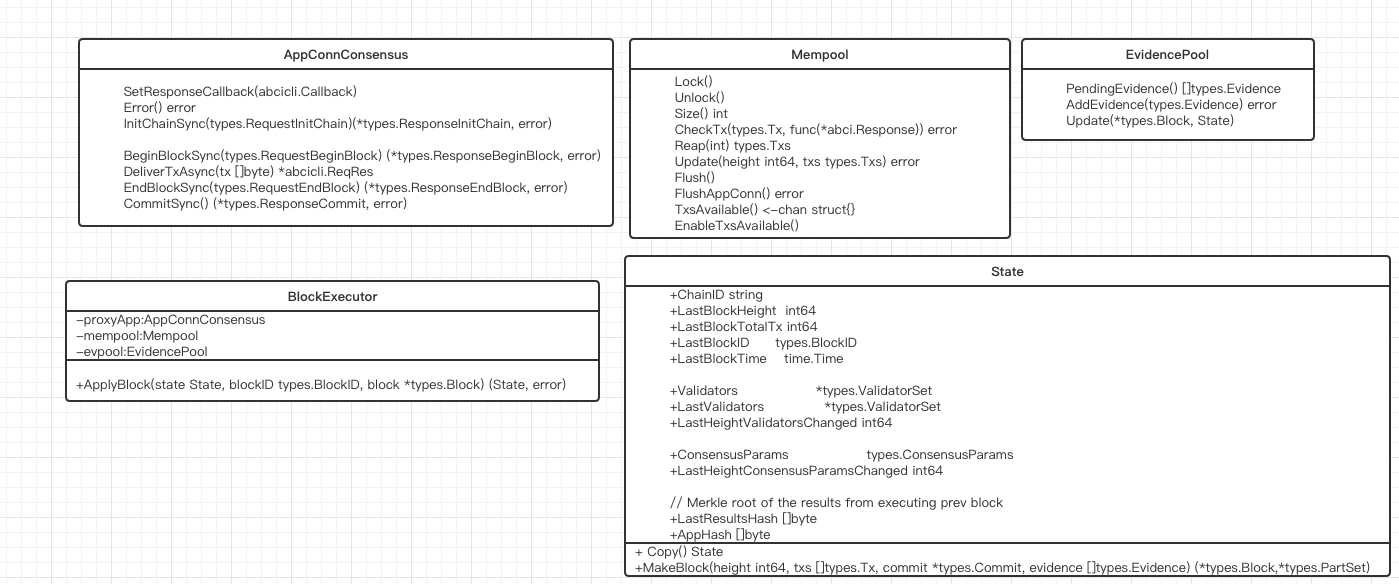 AppConnConsensus
SetResponseCallback(abcicli.Callback)
Error() error
InitChainSync(types.RequestInitChain)(*types.ResponseInitChain, error)
BeginBlockSync(types.RequestBeginBlock) (*types.ResponseBeginBlock, error)
DeliverTxAsync(tx []byte) *abcicli.ReqRes
EndBlockSync(types.RequestEndBlock) (*types.ResponseEndBlock, error)
CommitSync() (*types.ResponseCommit, error)
Mempool
Lock()
Unlock()
Size() int
CheckTx(types.Tx, func(*abci.Response)) error
Reap(int) types.Txs
Update(height int64, txs types.Txs) error
Flush()
FlushAppConn() error
TxsAvailable() <-chan struct{}
EnableTxsAvailable()
EvidencePool
PendingEvidence() []types.Evidence
AddEvidence(types.Evidence) error
Update(*types.Block, State)
BlockExecutor
-proxyApp:AppConnConsensus
-mempool:Mempool
-evpool:EvidencePool
+ApplyBlock(state State, blockID types.BlockID, block *types.Block) (State, error)
State
+ChainID string
+LastBlockHeight int64
+LastBlockTotalTx int64
+LastBlockID types.BlockID
+LastBlockTime time.Time
+Validators *types.ValidatorSet
+LastValidators *types.ValidatorSet
+LastHeightValidatorsChanged int64
+ConsensusParams types.ConsensusParams
+LastHeightConsensusParamsChanged int64
// Merkle root of the results from executing prev block
+LastResultsHash []byte
+AppHash []byte
+ Copy() State
+MakeBlock(height int64, txs []types.Tx, commit *types.Commit, evidence []types.Evidence) (*types.Block,*types.PartSet)